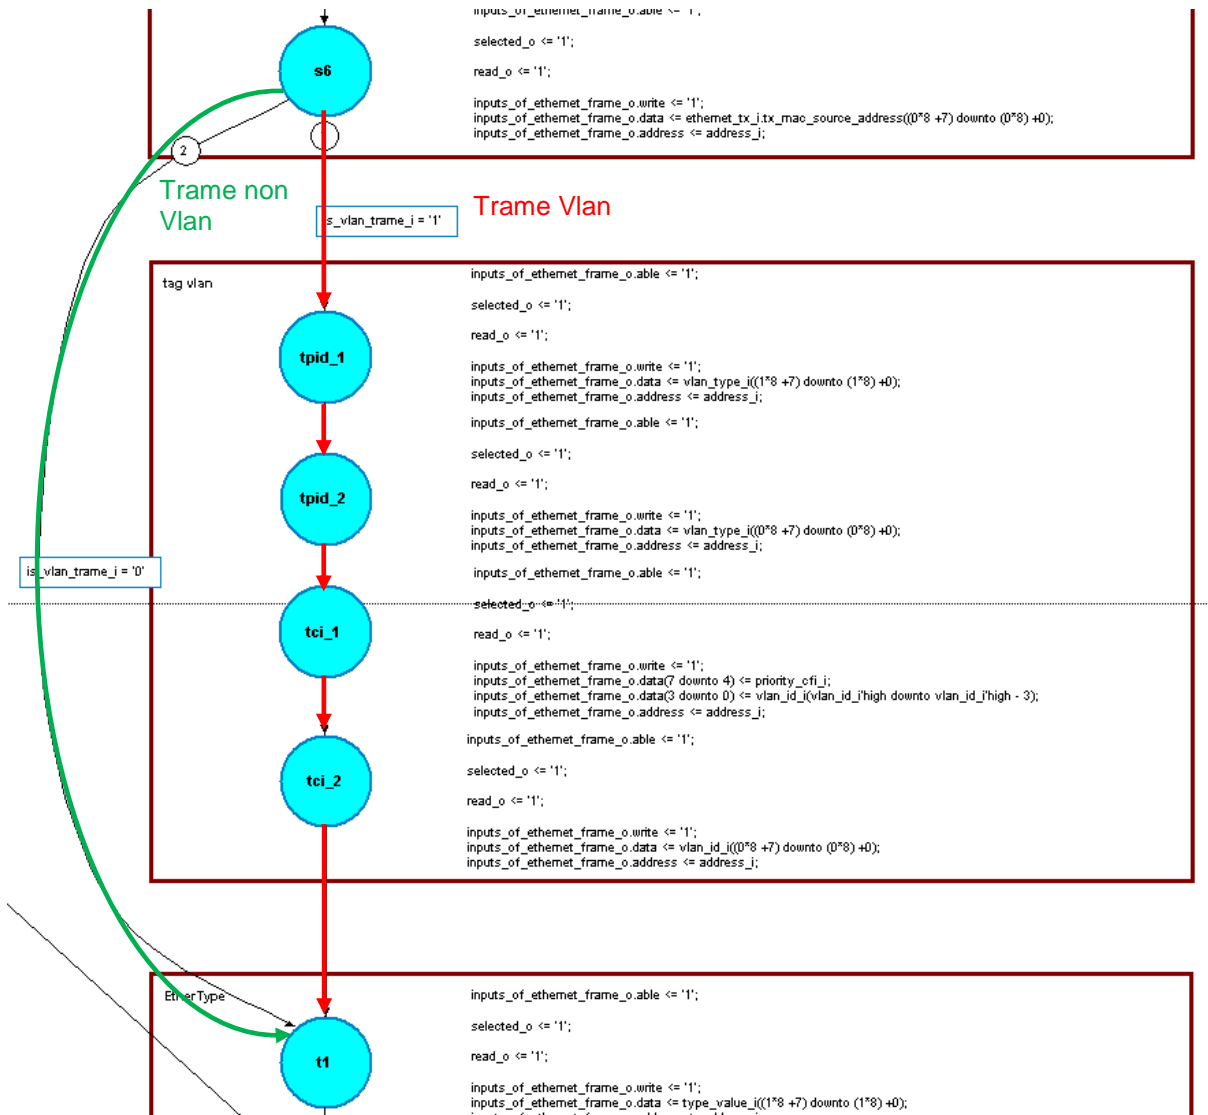 inputs_of_ethernet_frame_o.able <= '1';
selected_o <= '1';
s6
read_o <= '1';
inputs_of_ethernet_frame_o.write <= '1';
inputs_of_ethernet_frame_o.data <= ethernet_tx_i.tx_mac_source_address((0*8 +7) downto (0*8) +0);
inputs_of_ethernet_frame_o.address <= address_i;
2
Trame non
Vlan
Trame Vlan
is_vlan_trame_i = '1'
tag vlan
inputs_of_ethernet_frame_o.able <= '1';
selected_o <= '1';
read_o <= '1';
tpid_1
inputs_of_ethernet_frame_o.write <= '1';
inputs_of_ethernet_frame_o.data <= vlan_type_i((1*8 +7) downto (1*8) +0);
inputs_of_ethernet_frame_o.address <= address_i;
inputs_of_ethernet_frame_o.able <= '1';
selected_o <= '1';
read_o <= '1';
tpid_2
inputs_of_ethernet_frame_o.write <= '1';
inputs_of_ethernet_frame_o.data <= vlan_type_i((0*8 +7) downto (0*8) +0);
inputs_of_ethernet_frame_o.address <= address_i;
is_vlan_trame_i = '0'
inputs_of_ethernet_frame_o.able <= '1';
selected_o <= '1';
tci_1
read_o <= '1';
inputs_of_ethernet_frame_o.write <= '1';
inputs_of_ethernet_frame_o.data(7 downto 4) <= priority_cfi_i;
inputs_of_ethernet_frame_o.data(3 downto 0) <= vlan_id_i(vlan_id_i'high downto vlan_id_i'high - 3);
inputs_of_ethernet_frame_o.address <= address_i;
inputs_of_ethernet_frame_o.able <= '1';
selected_o <= '1';
tci_2
read_o <= '1';
inputs_of_ethernet_frame_o.write <= '1';
inputs_of_ethernet_frame_o.data <= vlan_id_i((0*8 +7) downto (0*8) +0);
inputs_of_ethernet_frame_o.address <= address_i;
EtherType
inputs_of_ethernet_frame_o.able <= '1';
selected_o <= '1';
read_o <= '1';
t1
inputs_of_ethernet_frame_o.write <= '1';
inputs_of_ethernet_frame_o.data <= type_value_i((1*8 +7) downto (1*8) +0);